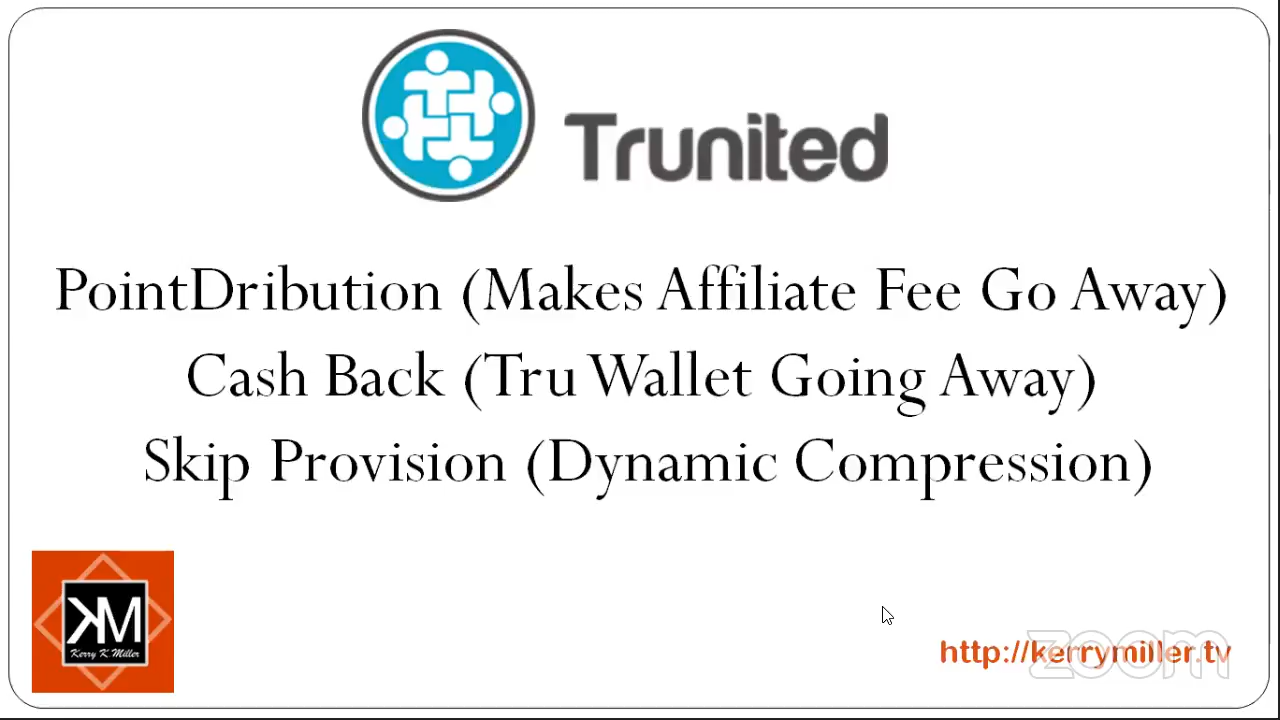 Trunited
PointDribution (Makes Affiliate Fee Go Away)
Cash Back (Tru Wallet Going Away)
Skip Provision (Dynamic Compression)
KM
Kerry K Miller
http://kerrymiller.tv
zoom